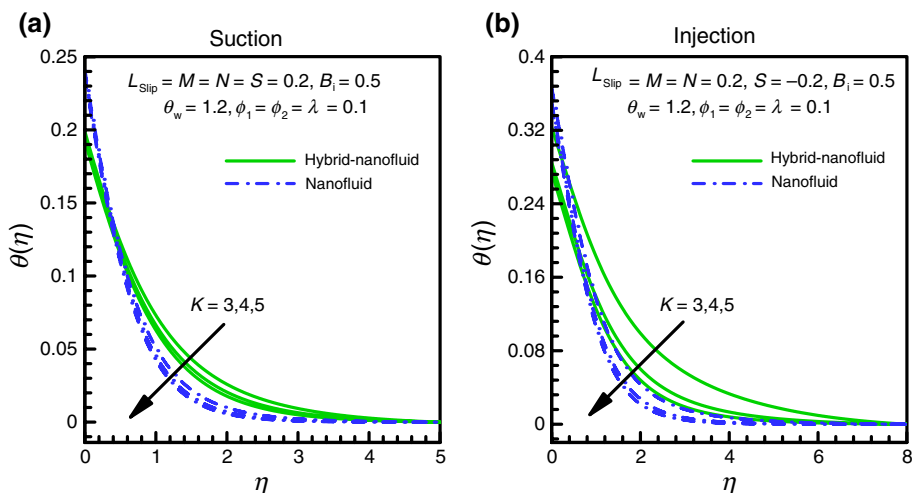 (a)
Suction
L_Slip = M = N = S = 0.2, B_i = 0.5
θ_w = 1.2, ϕ_1 = ϕ_2 = λ = 0.1
Hybrid-nanofluid
Nanofluid
K = 3,4,5
θ(η)
0.25
0.2
0.15
0.1
0.05
0
0 1 2 3 4 5
η
(b)
Injection
L_Slip = M = N = 0.2, S = −0.2, B_i = 0.5
θ_w = 1.2, ϕ_1 = ϕ_2 = λ = 0.1
Hybrid-nanofluid
Nanofluid
K = 3,4,5
θ(η)
0.4
0.32
0.24
0.16
0.08
0
0 2 4 6 8
η